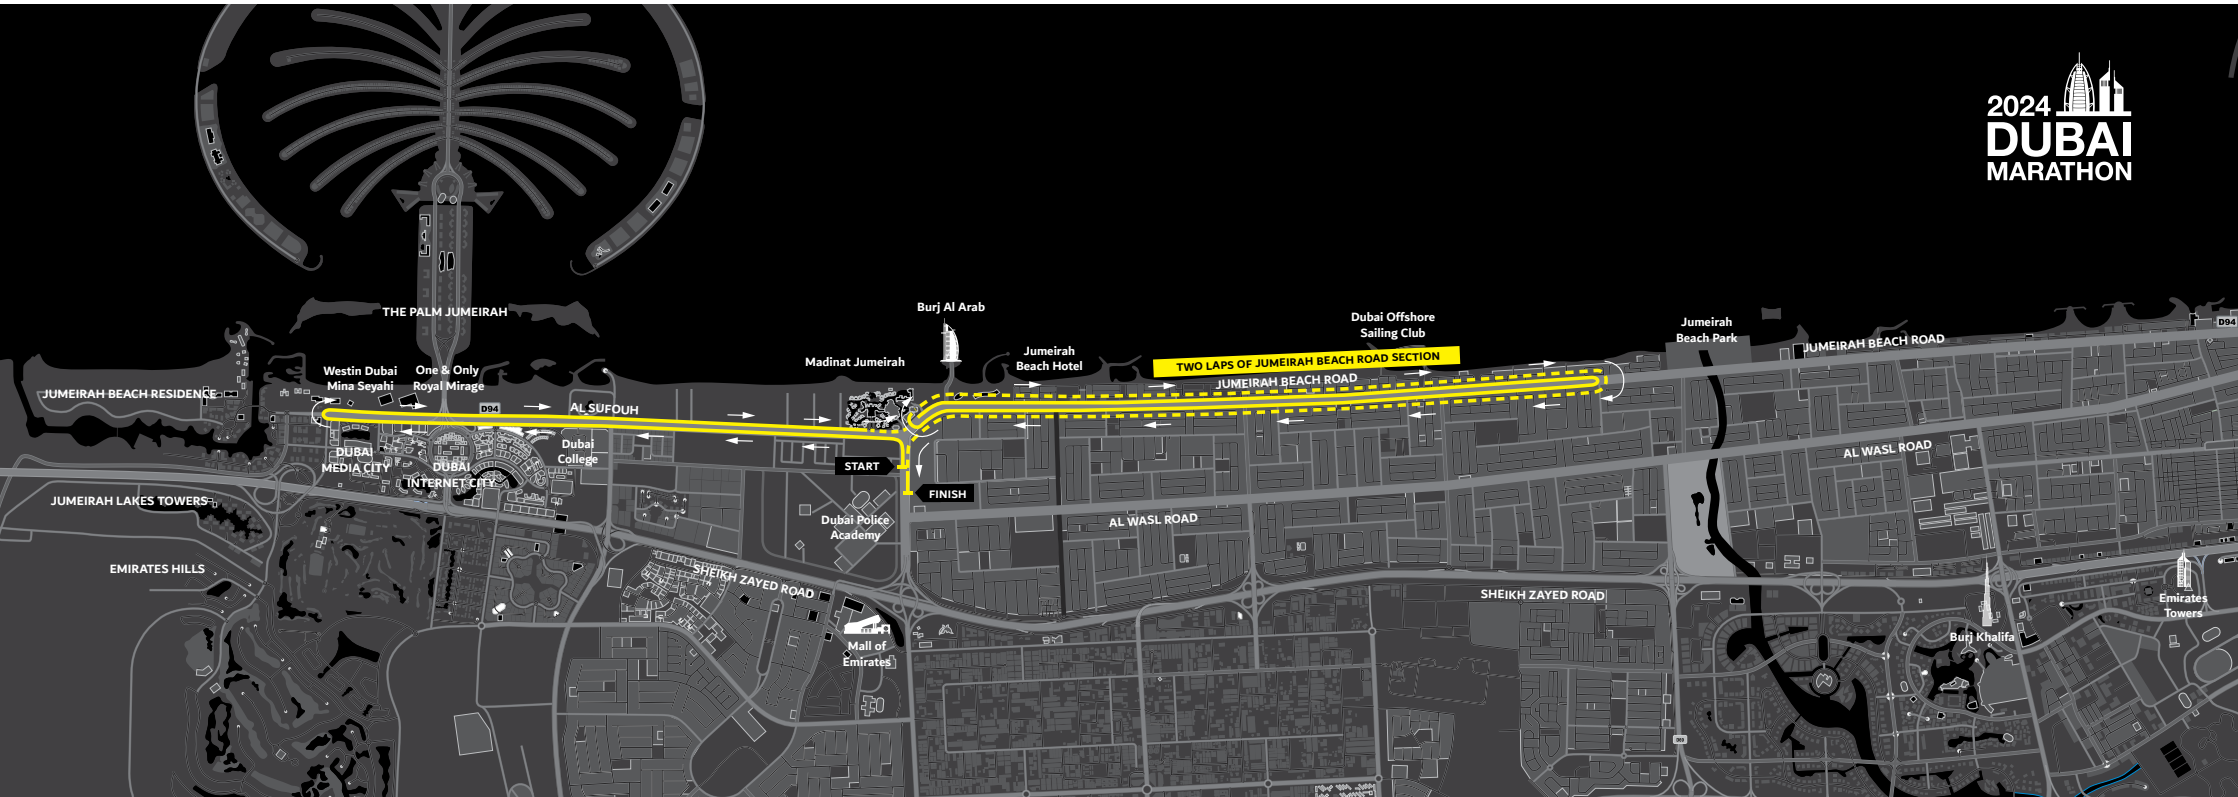 2024
DUBAI
MARATHON
THE PALM JUMEIRAH
Burj Al Arab
Dubai Offshore
Sailing Club
Jumeirah
Beach Park
D94
JUMEIRAH BEACH ROAD
Jumeirah
Beach Hotel
Madinat Jumeirah
TWO LAPS OF JUMEIRAH BEACH ROAD SECTION
JUMEIRAH BEACH ROAD
Westin Dubai
Mina Seyahi
One & Only
Royal Mirage
JUMEIRAH BEACH RESIDENCE
D94
AL SUFOUH
Dubai
College
DUBAI
MEDIA CITY
DUBAI
INTERNET CITY
START
FINISH
AL WASL ROAD
JUMEIRAH LAKES TOWERS
Dubai Police
Academy
AL WASL ROAD
EMIRATES HILLS
SHEIKH ZAYED ROAD
SHEIKH ZAYED ROAD
Emirates
Towers
Burj Khalifa
Mall of
Emirates